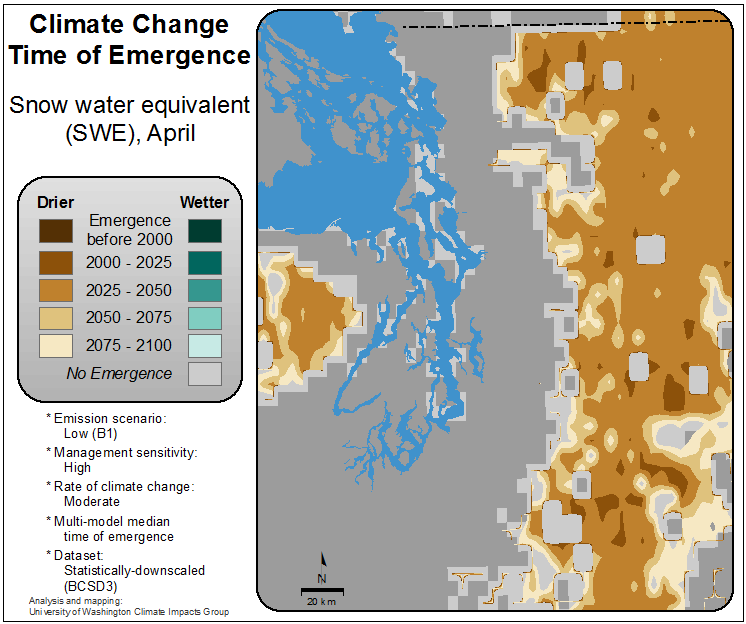 Climate Change
Time of Emergence
Snow water equivalent
(SWE), April
Drier Wetter
Emergence
before 2000
2000 - 2025
2025 - 2050
2050 - 2075
2075 - 2100
No Emergence
* Emission scenario:
Low (B1)
* Management sensitivity:
High
* Rate of climate change:
Moderate
* Multi-model median
time of emergence
* Dataset:
Statistically-downscaled
(BCSD3)
Analysis and mapping:
University of Washington Climate Impacts Group
N
20 km